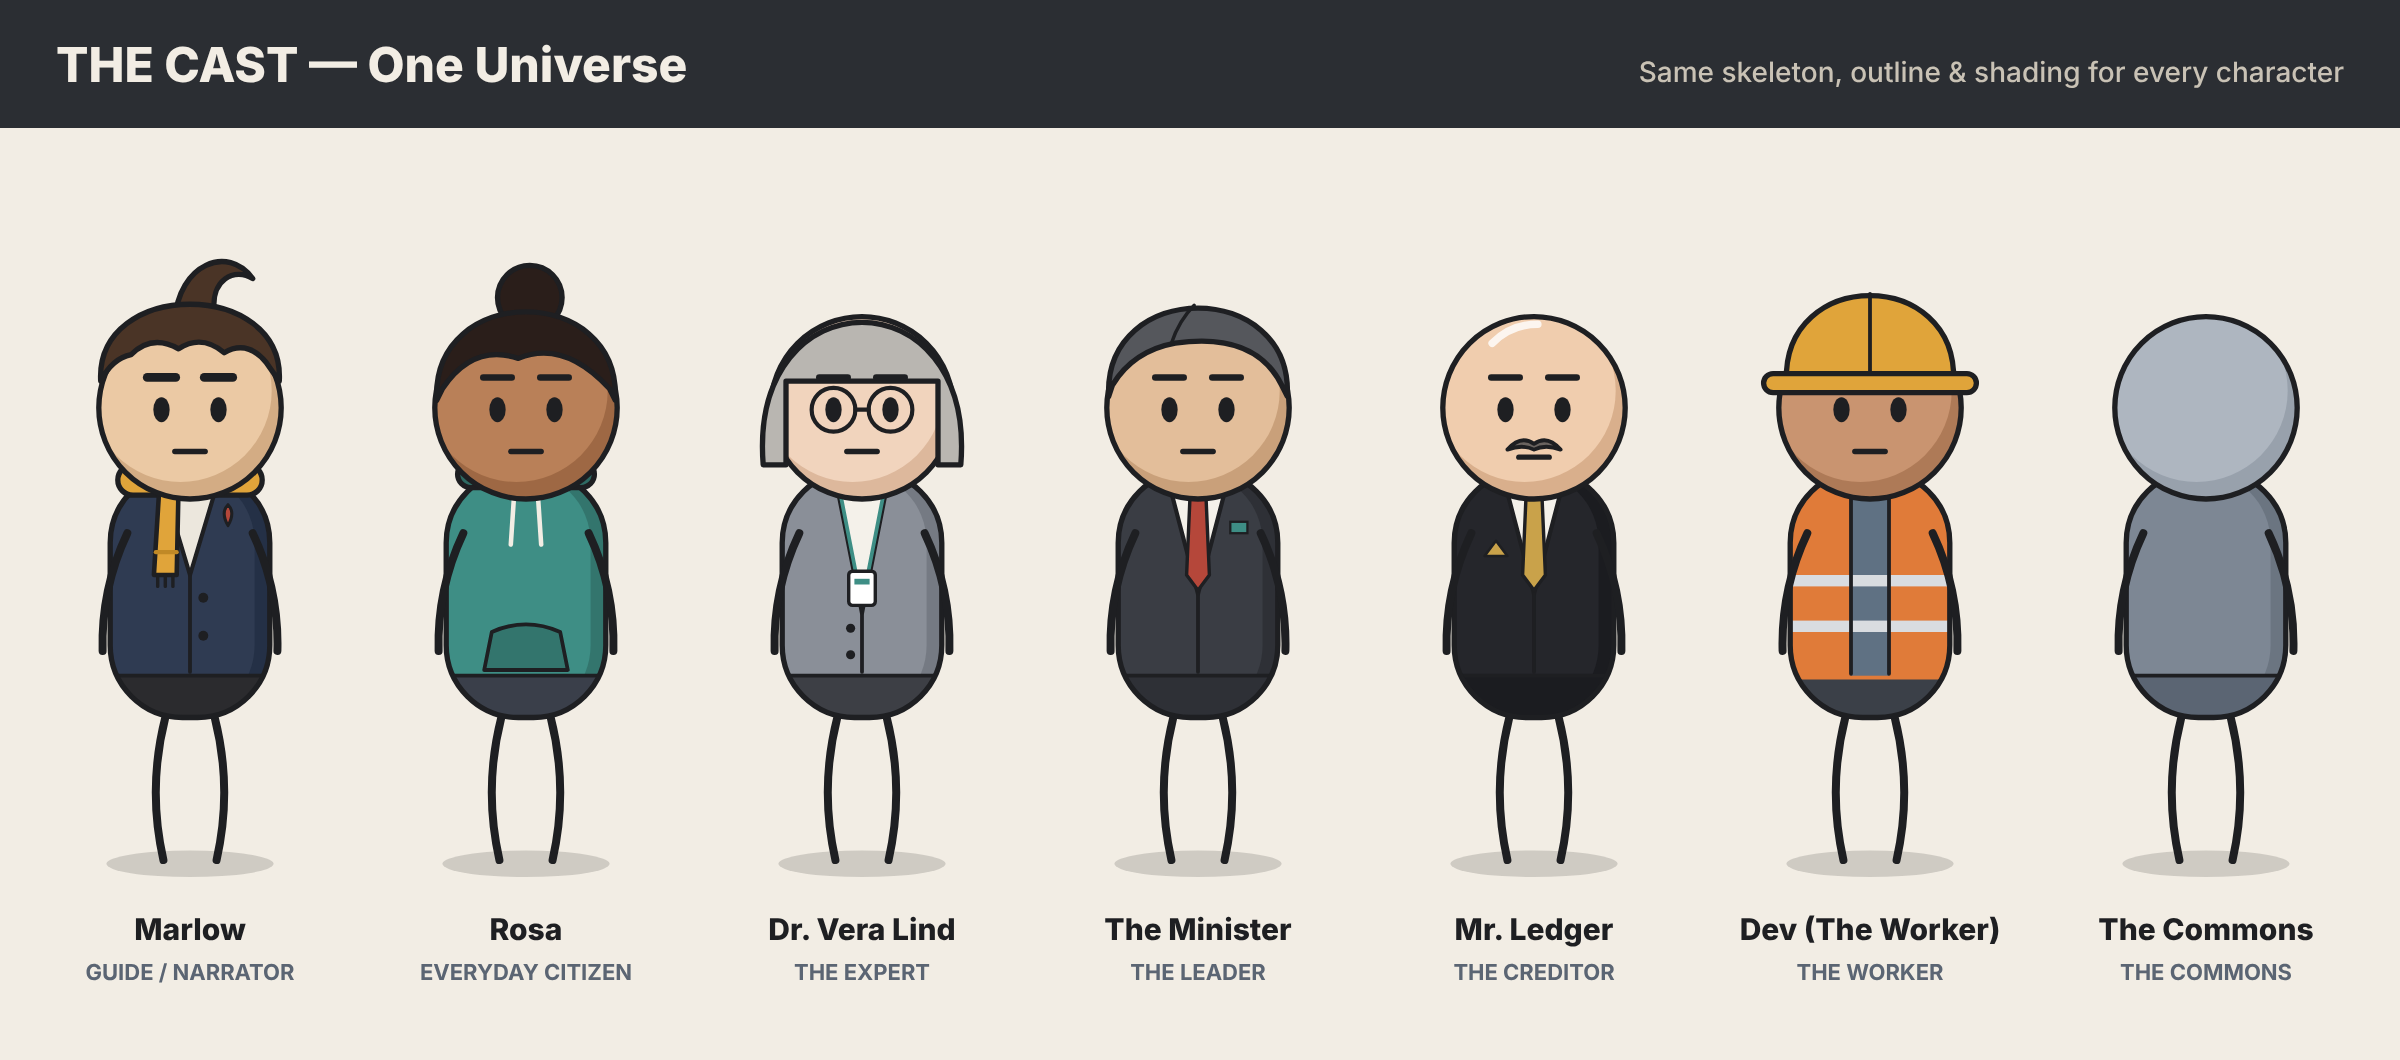 THE CAST — One Universe
Same skeleton, outline & shading for every character
Marlow
GUIDE / NARRATOR
Rosa
EVERYDAY CITIZEN
Dr. Vera Lind
THE EXPERT
The Minister
THE LEADER
Mr. Ledger
THE CREDITOR
Dev (The Worker)
THE WORKER
The Commons
THE COMMONS